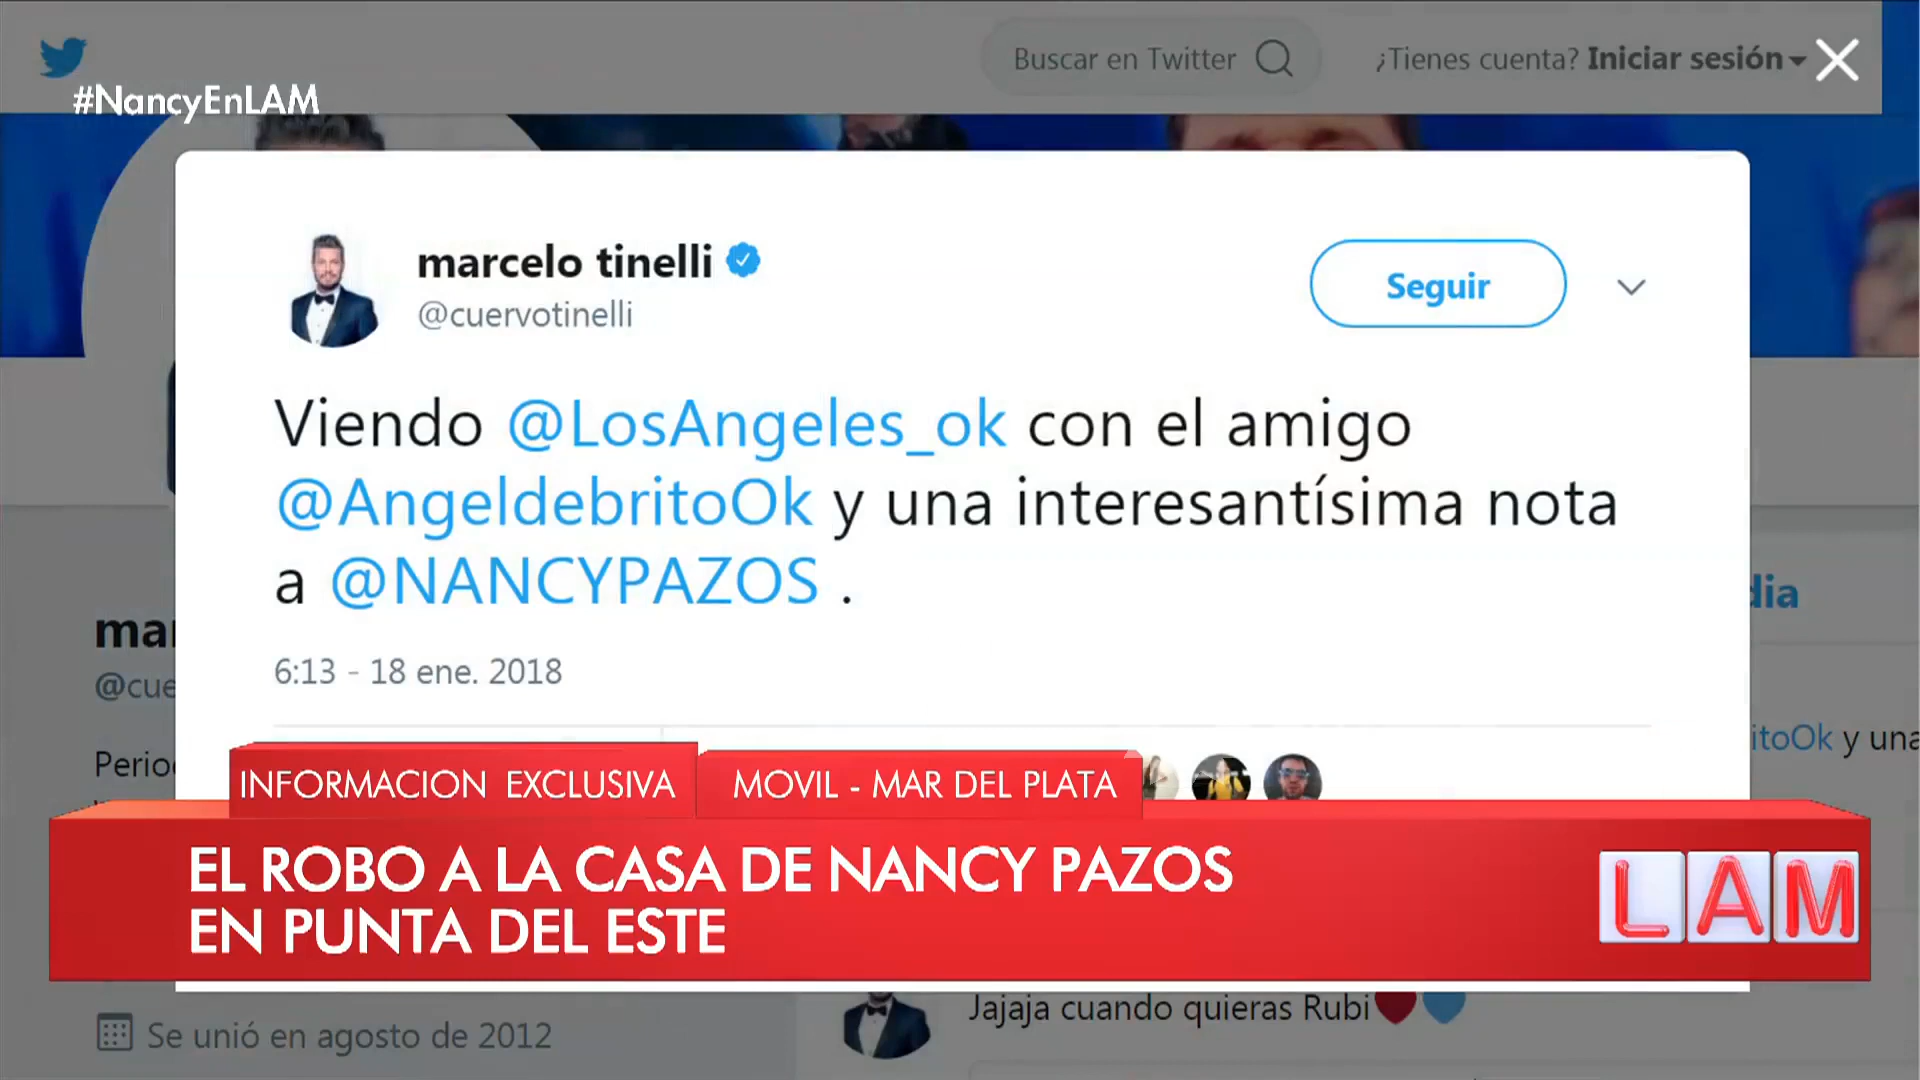 Buscar en Twitter
¿Tienes cuenta? Iniciar sesión
#NancyEnLAM
marcelo tinelli
@cuervotinelli
Seguir
Viendo @LosAngeles_ok con el amigo
@AngeldebritoOk y una interesantísima nota
a @NANCYPAZOS .
6:13 - 18 ene. 2018
mar
@cue
Perio
dia
itoOk y una
INFORMACION EXCLUSIVA
MOVIL - MAR DEL PLATA
EL ROBO A LA CASA DE NANCY PAZOS
EN PUNTA DEL ESTE
LAM
Jajaja cuando quieras Rubi
Se unió en agosto de 2012